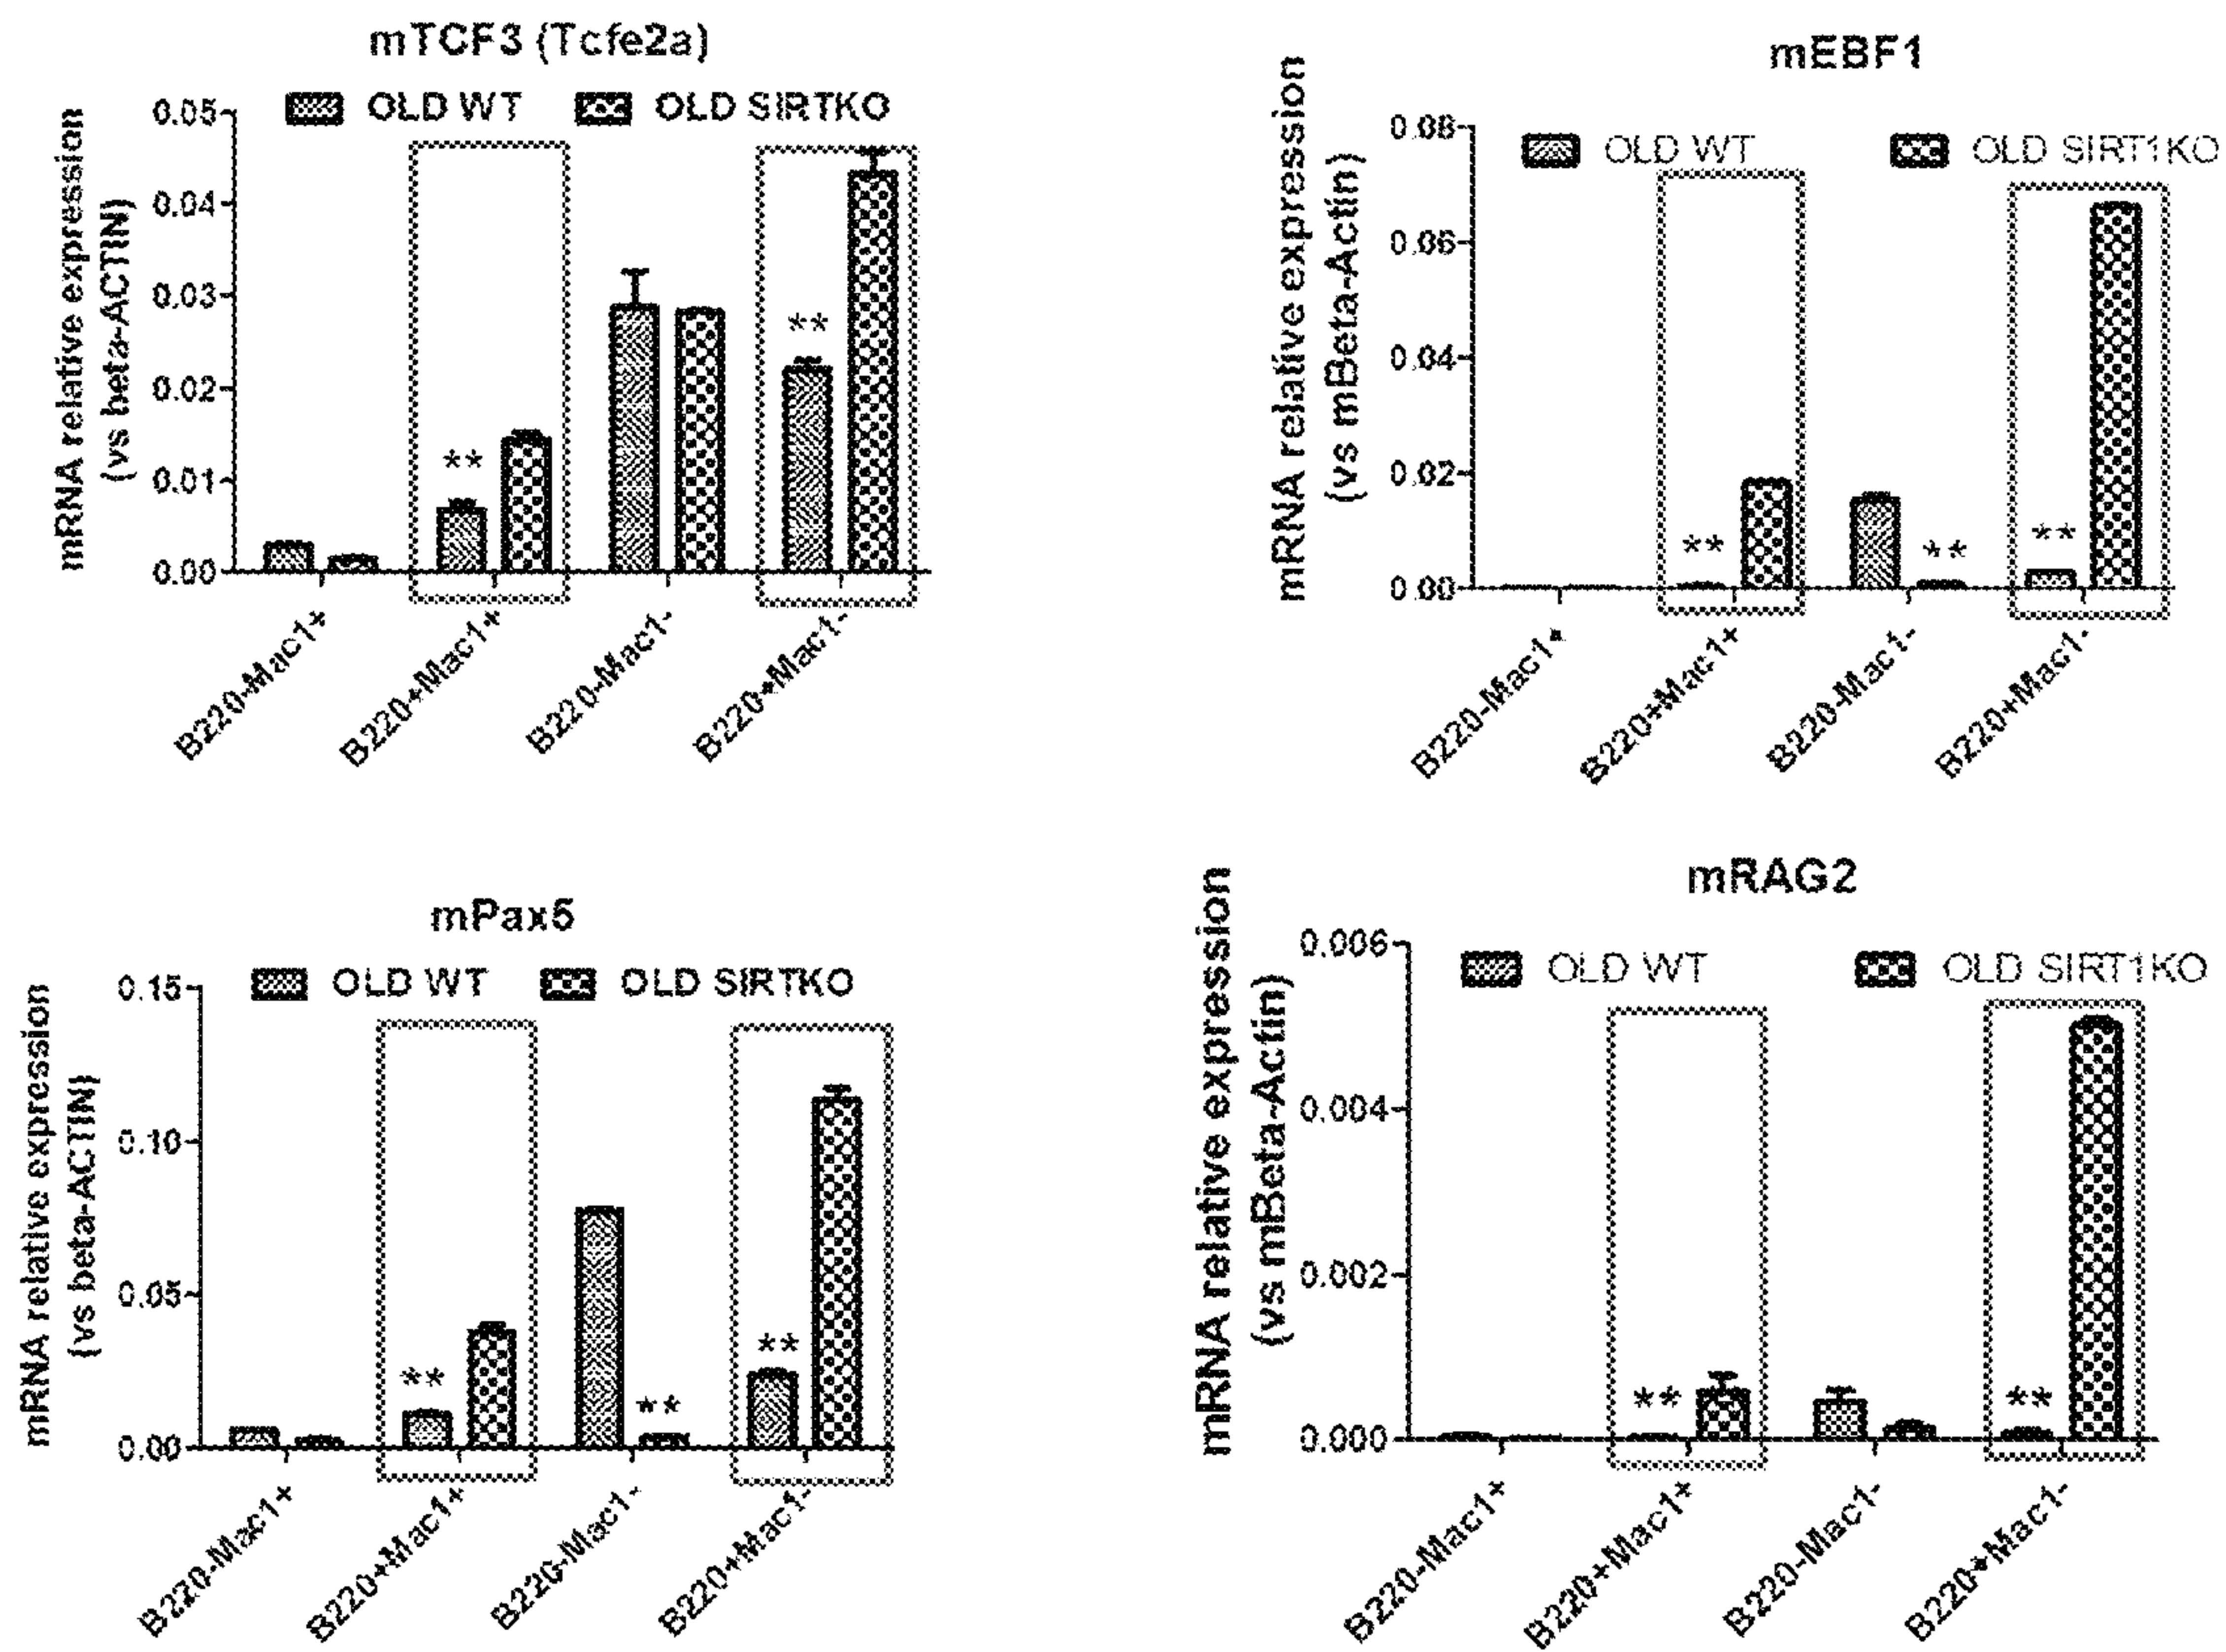 mTCF3 (Tcfe2a)
OLD WT OLD SIRTKO
mRNA relative expression
(vs beta-ACTIN)
0.05
0.04
0.03
0.02
0.01
0.00
**
**
B220-Mac1+
B220+Mac1+
B220-Mac1-
B220+Mac1-
mEBF1
OLD WT OLD SIRT1KO
mRNA relative expression
(vs mBeta-Actin)
0.08
0.06
0.04
0.02
0.00
**
**
**
B220-Mac1+
B220+Mac1+
B220-Mac1-
B220+Mac1-
mPax5
OLD WT OLD SIRTKO
mRNA relative expression
(vs beta-ACTIN)
0.15
0.10
0.05
0.00
**
**
**
B220-Mac1+
B220+Mac1+
B220-Mac1-
B220+Mac1-
mRAG2
OLD WT OLD SIRT1KO
mRNA relative expression
(vs mBeta-Actin)
0.006
0.004
0.002
0.000
**
**
B220-Mac1+
B220+Mac1+
B220-Mac1-
B220+Mac1-